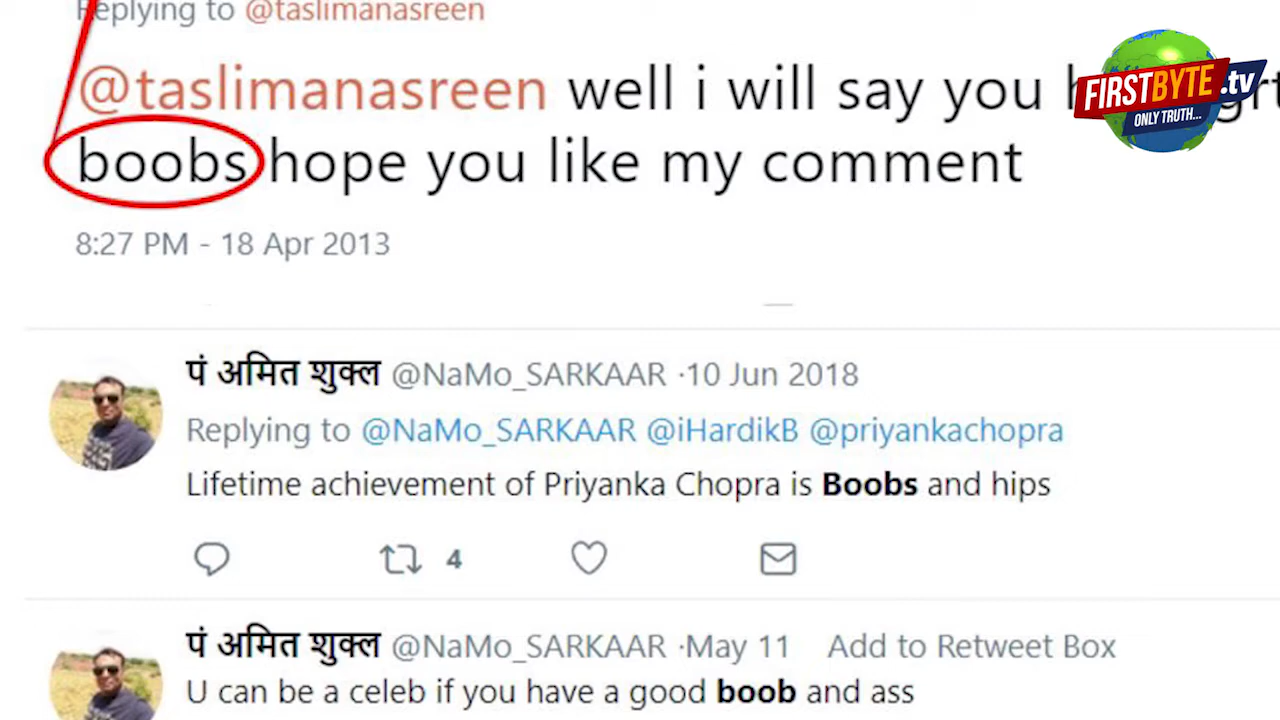 Replying to @taslimanasreen
@taslimanasreen well i will say you
boobs hope you like my comment
8:27 PM - 18 Apr 2013
FIRSTBYTE.tv
ONLY TRUTH...
पं अमित शुक्ल @NaMo_SARKAAR ·10 Jun 2018
Replying to @NaMo_SARKAAR @iHardikB @priyankachopra
Lifetime achievement of Priyanka Chopra is Boobs and hips
4
पं अमित शुक्ल @NaMo_SARKAAR ·May 11 Add to Retweet Box
U can be a celeb if you have a good boob and ass